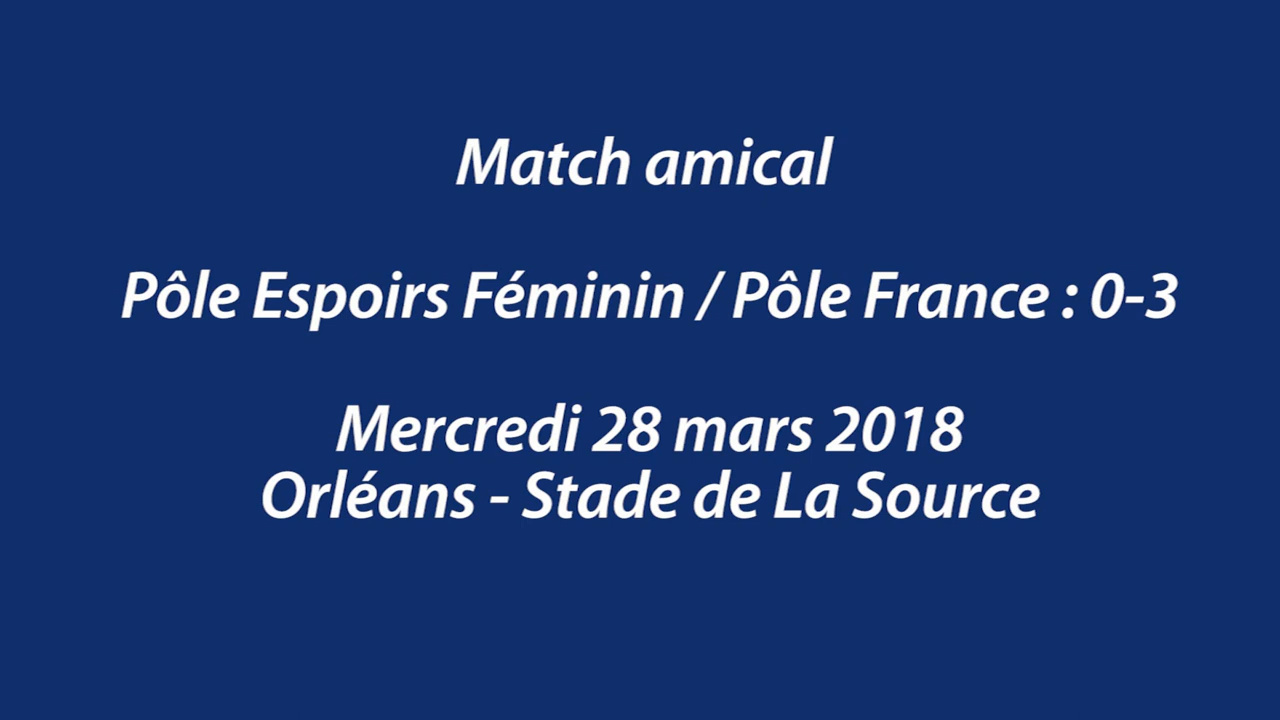 Match amical
Pôle Espoirs Féminin / Pôle France : 0-3
Mercredi 28 mars 2018
Orléans - Stade de La Source